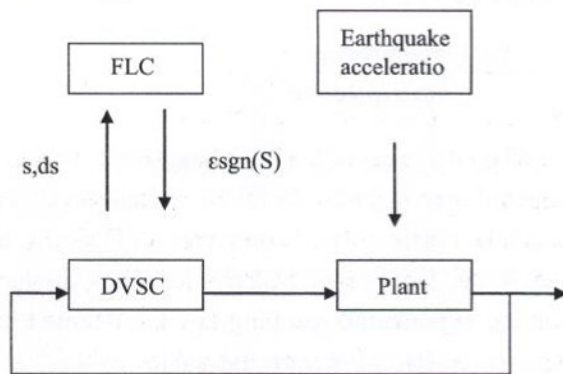 FLC
Earthquake
acceleratio
s,ds
εsgn(S)
DVSC
Plant